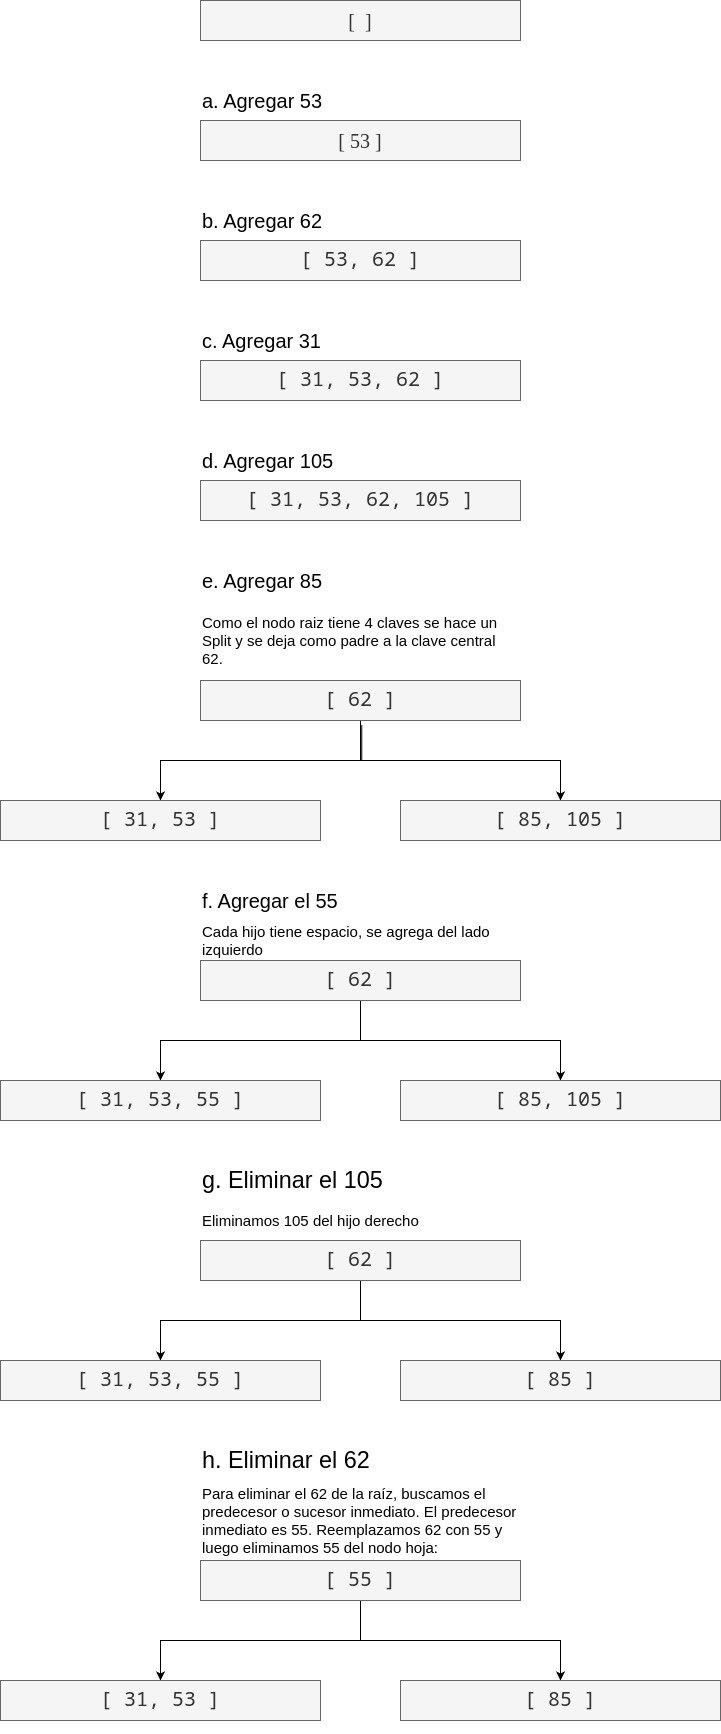 [ ]
a. Agregar 53
[ 53 ]
b. Agregar 62
[ 53, 62 ]
c. Agregar 31
[ 31, 53, 62 ]
d. Agregar 105
[ 31, 53, 62, 105 ]
e. Agregar 85
Como el nodo raiz tiene 4 claves se hace un
Split y se deja como padre a la clave central
62.
[ 62 ]
[ 31, 53 ]
[ 85, 105 ]
f. Agregar el 55
Cada hijo tiene espacio, se agrega del lado
izquierdo
[ 62 ]
[ 31, 53, 55 ]
[ 85, 105 ]
g. Eliminar el 105
Eliminamos 105 del hijo derecho
[ 62 ]
[ 31, 53, 55 ]
[ 85 ]
h. Eliminar el 62
Para eliminar el 62 de la raíz, buscamos el
predecesor o sucesor inmediato. El predecesor
inmediato es 55. Reemplazamos 62 con 55 y
luego eliminamos 55 del nodo hoja:
[ 55 ]
[ 31, 53 ]
[ 85 ]